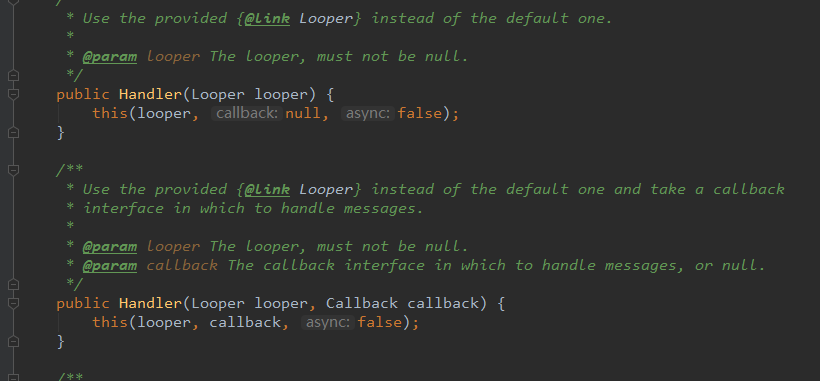 /**
* Use the provided {@link Looper} instead of the default one.
*
* @param looper The looper, must not be null.
*/
public Handler(Looper looper) {
this(looper, callback: null, async: false);
}
/**
* Use the provided {@link Looper} instead of the default one and take a callback
* interface in which to handle messages.
*
* @param looper The looper, must not be null.
* @param callback The callback interface in which to handle messages, or null.
*/
public Handler(Looper looper, Callback callback) {
this(looper, callback, async: false);
}
/**